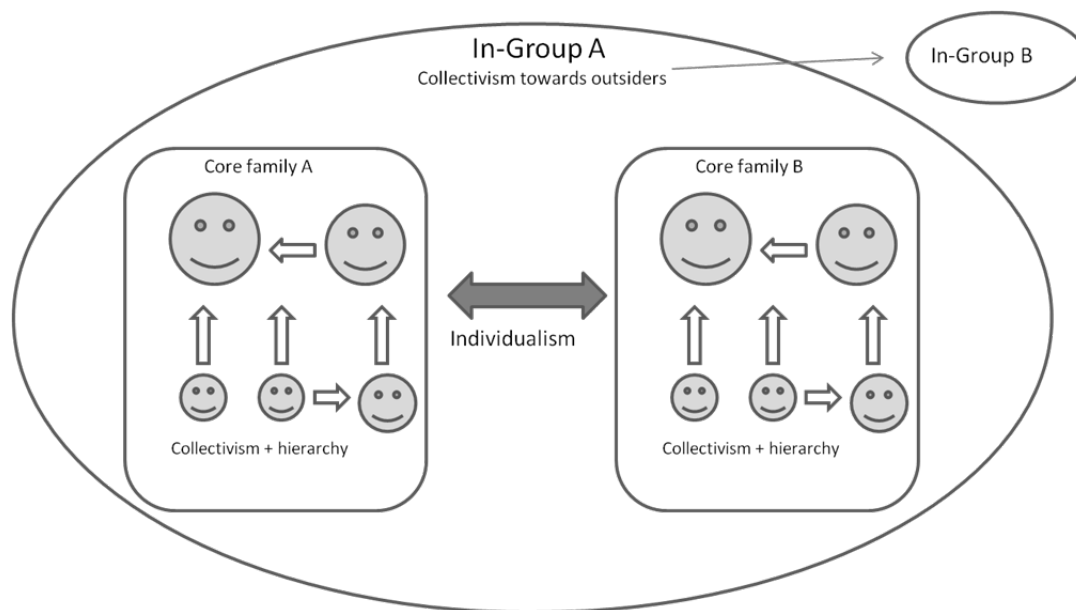 In-Group A
Collectivism towards outsiders
In-Group B
Core family A
Core family B
Individualism
Collectivism + hierarchy
Collectivism + hierarchy